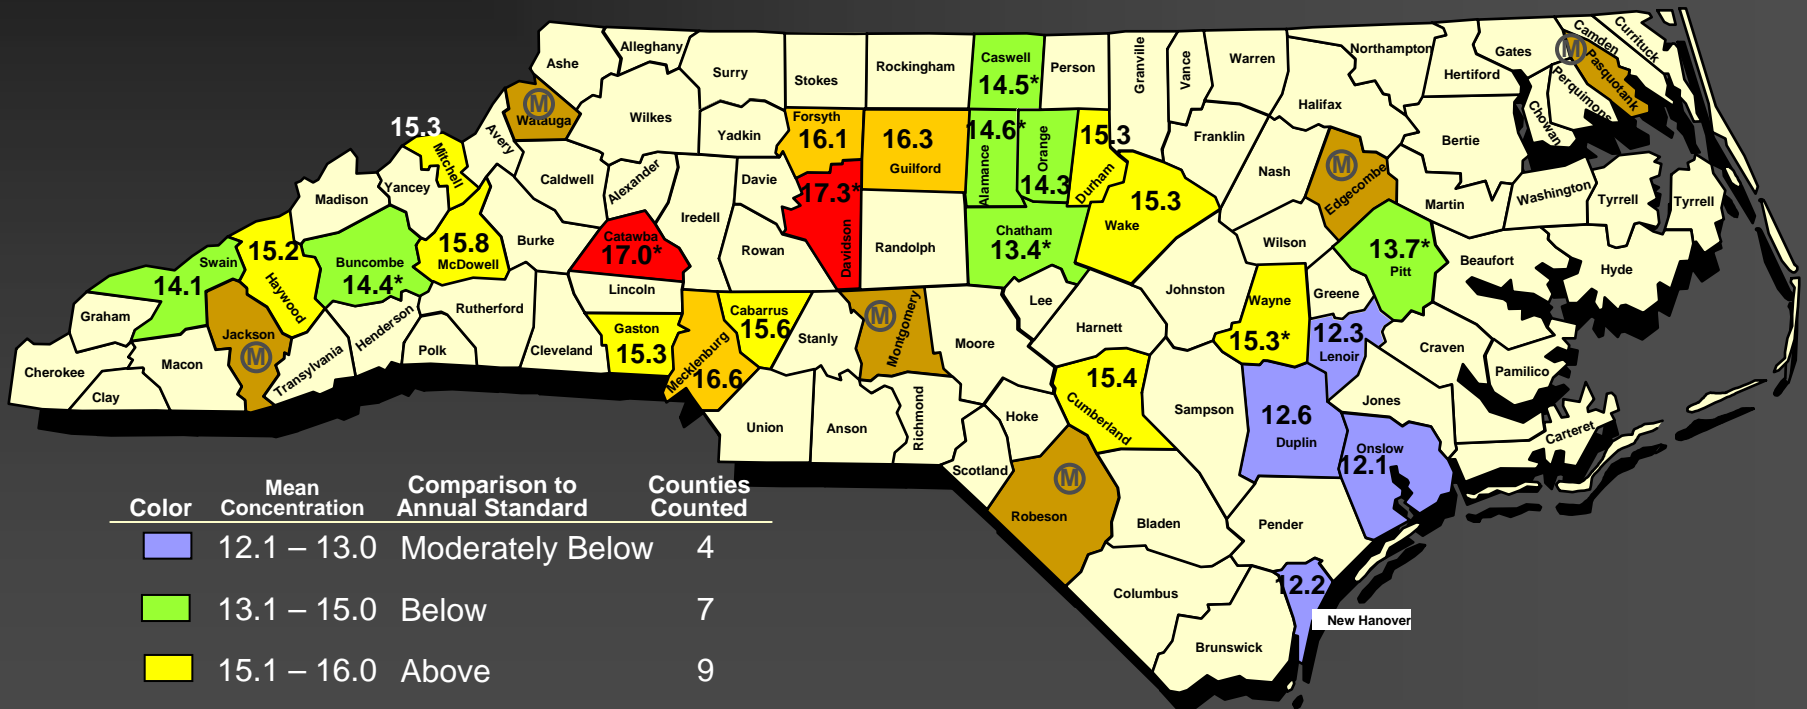 Ashe
Alleghany
Surry
Stokes
Rockingham
Caswell
14.5*
Person
Granville
Vance
Warren
Northampton
Gates
Camden
Currituck
Pasquotank
Perquimons
Chowan
Hertiford
Halifax
Bertie
M
M
Watauga
Wilkes
Yadkin
Forsyth
16.1
16.3
Guilford
14.6*
Alamance
Orange
14.3
15.3
Durham
Franklin
Nash
M
Edgecombe
Martin
Washington
Tyrrell
Tyrrell
15.3
Mitchell
Avery
Yancey
Madison
Caldwell
Alexander
Davie
Iredell
17.3*
Davidson
Rowan
Randolph
Chatham
13.4*
15.3
Wake
Wilson
13.7*
Pitt
Beaufort
Hyde
Swain
14.1
15.2
Haywood
Buncombe
14.4*
15.8
McDowell
Burke
Catawba
17.0*
Lincoln
Graham
Jackson
M
Cherokee
Clay
Macon
Transylvania
Henderson
Polk
Rutherford
Cleveland
Gaston
15.3
Mecklenburg
16.6
Cabarrus
15.6
Stanly
M
Montgomery
Moore
Lee
Harnett
Johnston
Wayne
15.3*
Greene
12.3
Lenoir
Craven
Pamilico
Jones
Carteret
Union
Anson
Richmond
Scotland
Hoke
15.4
Cumberland
Sampson
12.6
Duplin
Onslow
12.1
M
Robeson
Bladen
Pender
Columbus
Brunswick
12.2
New Hanover
Color Mean Concentration Comparison to Annual Standard Counties Counted
12.1 – 13.0 Moderately Below 4
13.1 – 15.0 Below 7
15.1 – 16.0 Above 9